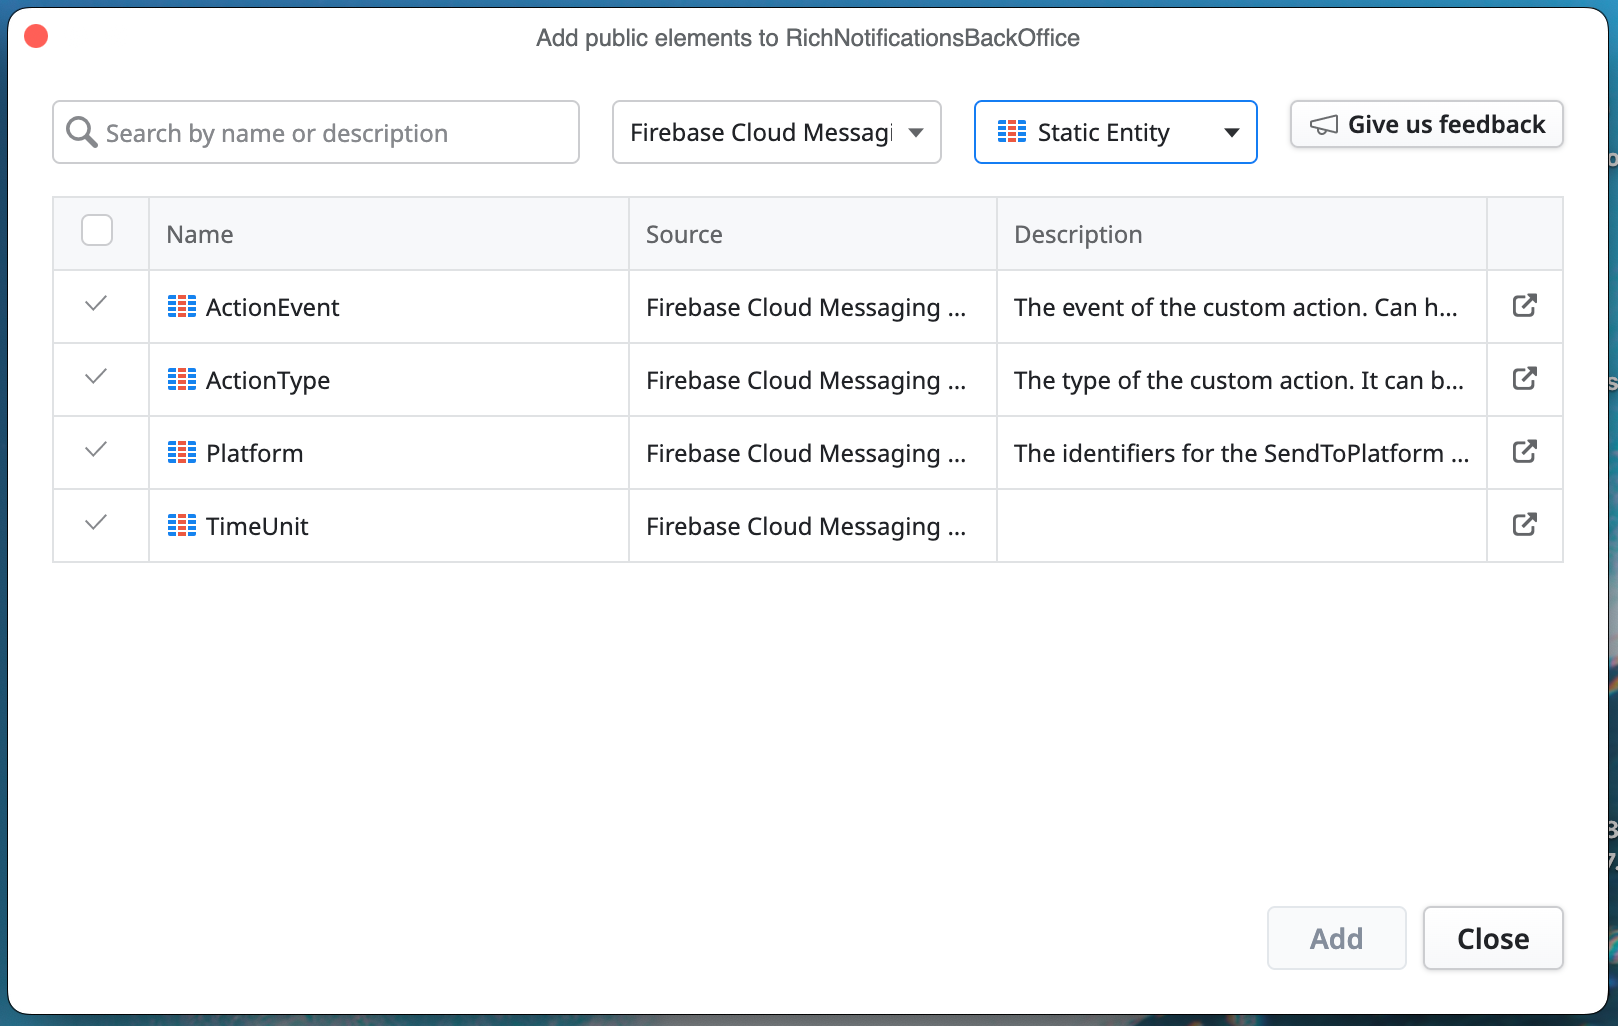 Add public elements to RichNotificationsBackOffice
Search by name or description
Firebase Cloud Messagi
Static Entity
Give us feedback
Name Source Description
ActionEvent Firebase Cloud Messaging ... The event of the custom action. Can h...
ActionType Firebase Cloud Messaging ... The type of the custom action. It can b...
Platform Firebase Cloud Messaging ... The identifiers for the SendToPlatform ...
TimeUnit Firebase Cloud Messaging ...
Add Close